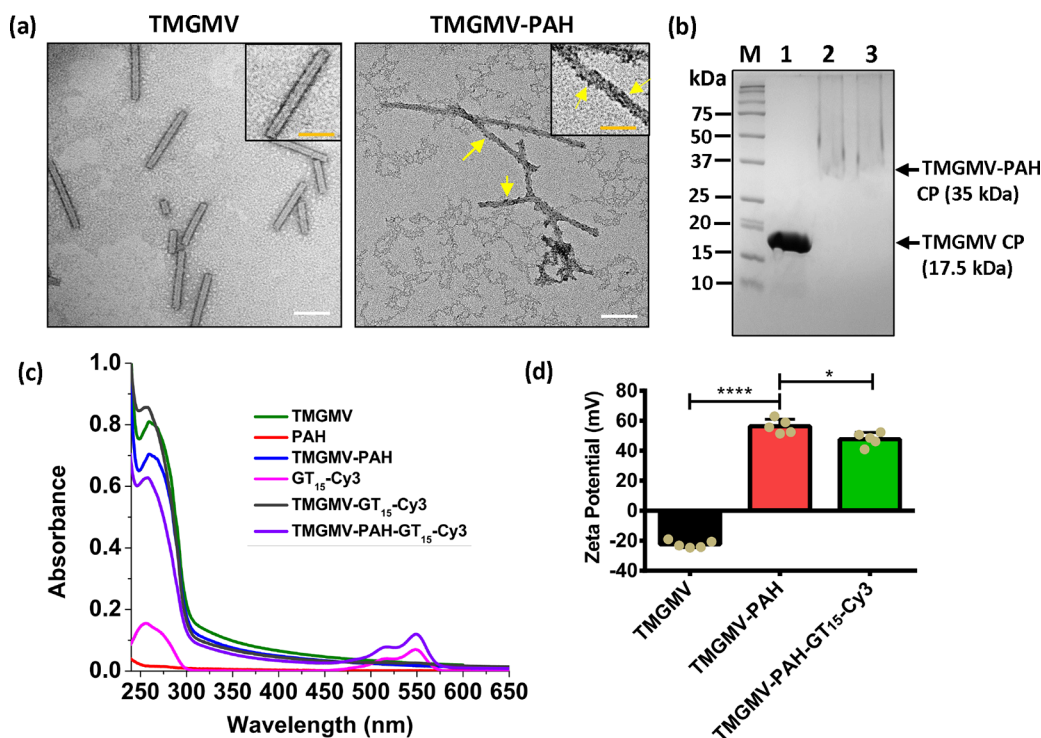 (a)
TMGMV
TMGMV-PAH
(b)
M 1 2 3
kDa
75
50
37
25
20
15
10
TMGMV-PAH
CP (35 kDa)
TMGMV CP
(17.5 kDa)
(c)
Absorbance
1.0
0.8
0.6
0.4
0.2
0.0
250 300 350 400 450 500 550 600 650
Wavelength (nm)
TMGMV
PAH
TMGMV-PAH
GT15-Cy3
TMGMV-GT15-Cy3
TMGMV-PAH-GT15-Cy3
(d)
Zeta Potential (mV)
80
60
40
20
0
-20
-40
****
*
TMGMV
TMGMV-PAH
TMGMV-PAH-GT15-Cy3